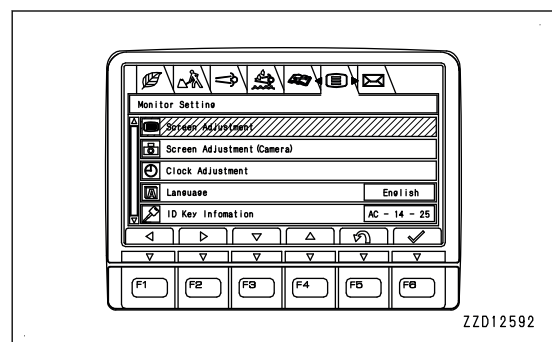 Monitor Setting
Screen Adjustment
Screen Adjustment (Camera)
Clock Adjustment
Language English
ID Key Infomation AC - 14 - 25
F1 F2 F3 F4 F5 F6
ZZD12592